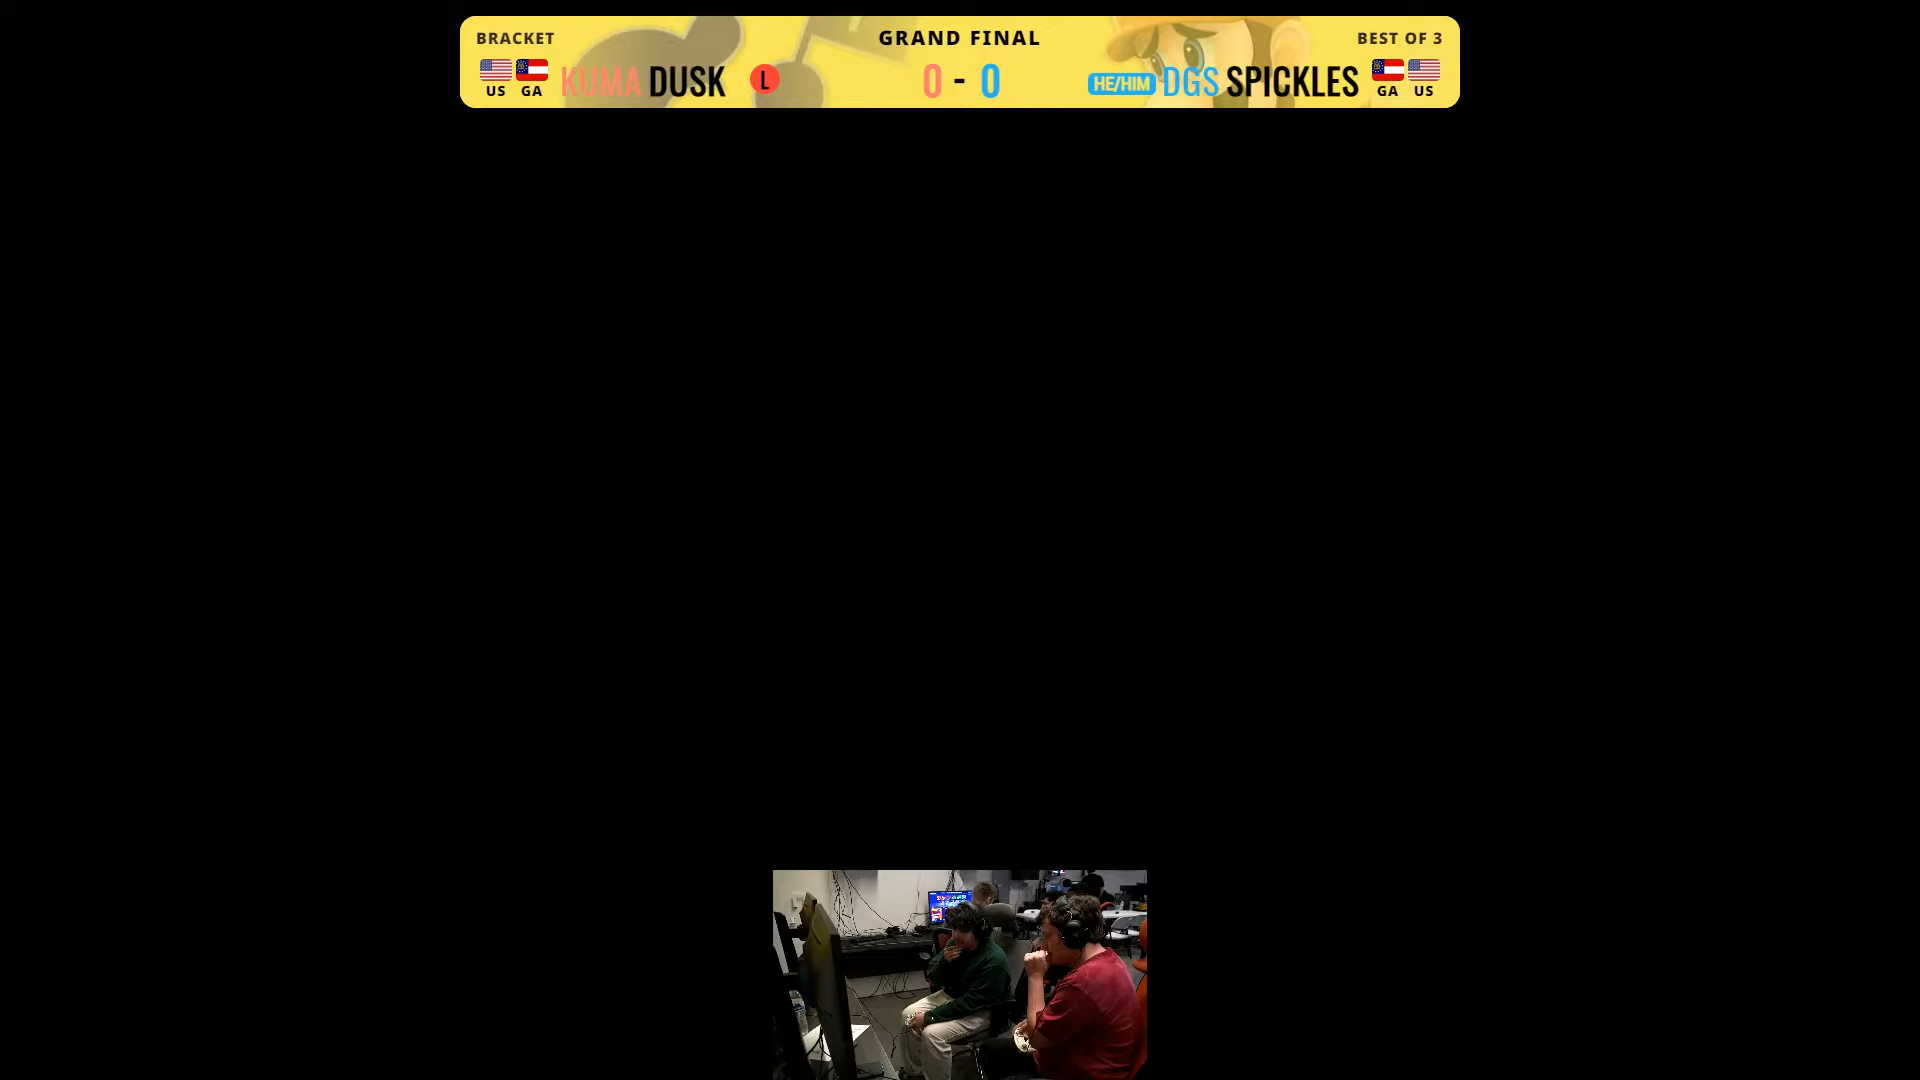 BRACKET
GRAND FINAL
BEST OF 3
US GA KUMA DUSK L 0 - 0 HE/HIM DGS SPICKLES GA US